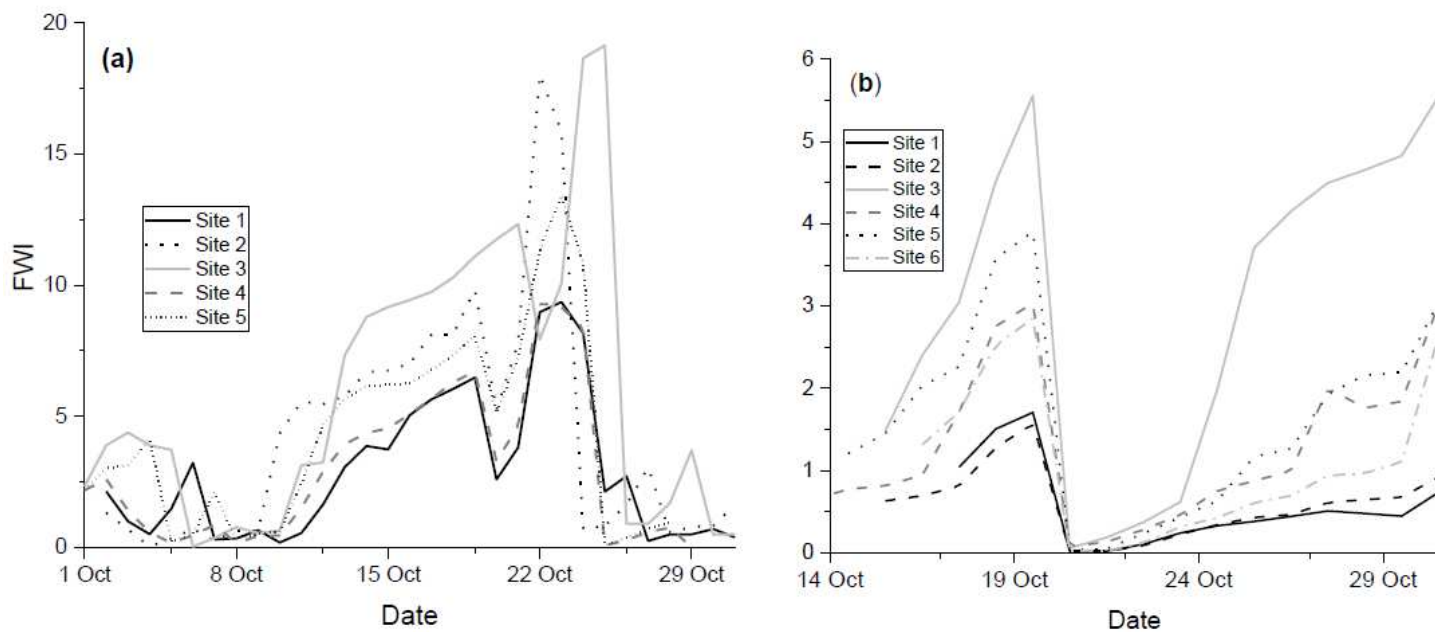 (a)
FWI
20
15
10
5
0
Site 1
Site 2
Site 3
Site 4
Site 5
1 Oct
8 Oct
15 Oct
22 Oct
29 Oct
Date
(b)
6
5
4
3
2
1
0
Site 1
Site 2
Site 3
Site 4
Site 5
Site 6
14 Oct
19 Oct
24 Oct
29 Oct
Date